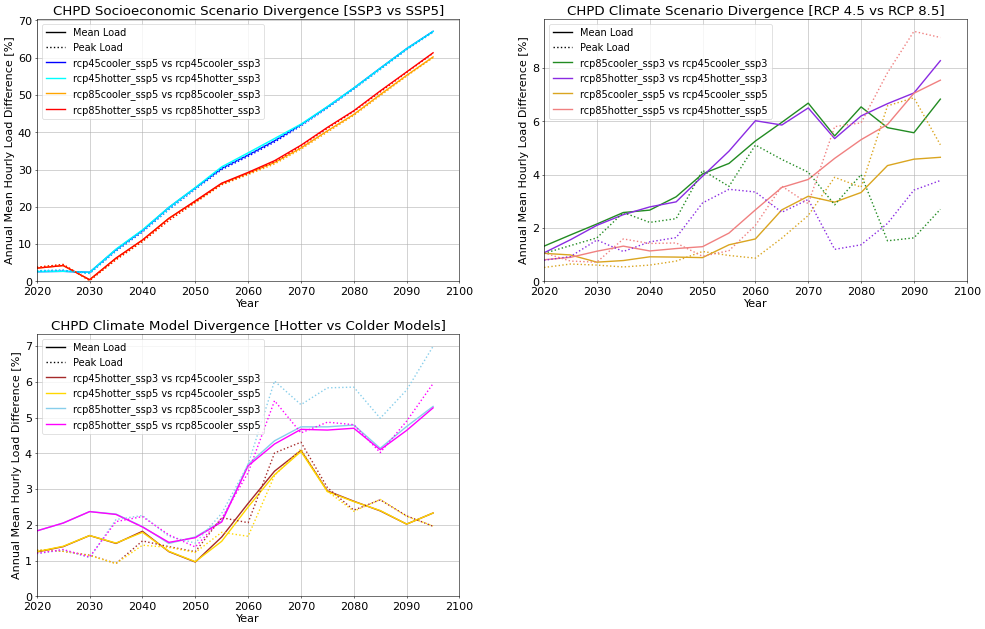 CHPD Socioeconomic Scenario Divergence [SSP3 vs SSP5]
Annual Mean Hourly Load Difference [%]
70
60
50
40
30
20
10
0
Mean Load
Peak Load
rcp45cooler_ssp5 vs rcp45cooler_ssp3
rcp45hotter_ssp5 vs rcp45hotter_ssp3
rcp85cooler_ssp5 vs rcp85cooler_ssp3
rcp85hotter_ssp5 vs rcp85hotter_ssp3
2020 2030 2040 2050 2060 2070 2080 2090 2100
Year
CHPD Climate Scenario Divergence [RCP 4.5 vs RCP 8.5]
Annual Mean Hourly Load Difference [%]
8
6
4
2
0
Mean Load
Peak Load
rcp85cooler_ssp3 vs rcp45cooler_ssp3
rcp85hotter_ssp3 vs rcp45hotter_ssp3
rcp85cooler_ssp5 vs rcp45cooler_ssp5
rcp85hotter_ssp5 vs rcp45hotter_ssp5
2020 2030 2040 2050 2060 2070 2080 2090 2100
Year
CHPD Climate Model Divergence [Hotter vs Colder Models]
Annual Mean Hourly Load Difference [%]
7
6
5
4
3
2
1
0
Mean Load
Peak Load
rcp45hotter_ssp3 vs rcp45cooler_ssp3
rcp45hotter_ssp5 vs rcp45cooler_ssp5
rcp85hotter_ssp3 vs rcp85cooler_ssp3
rcp85hotter_ssp5 vs rcp85cooler_ssp5
2020 2030 2040 2050 2060 2070 2080 2090 2100
Year